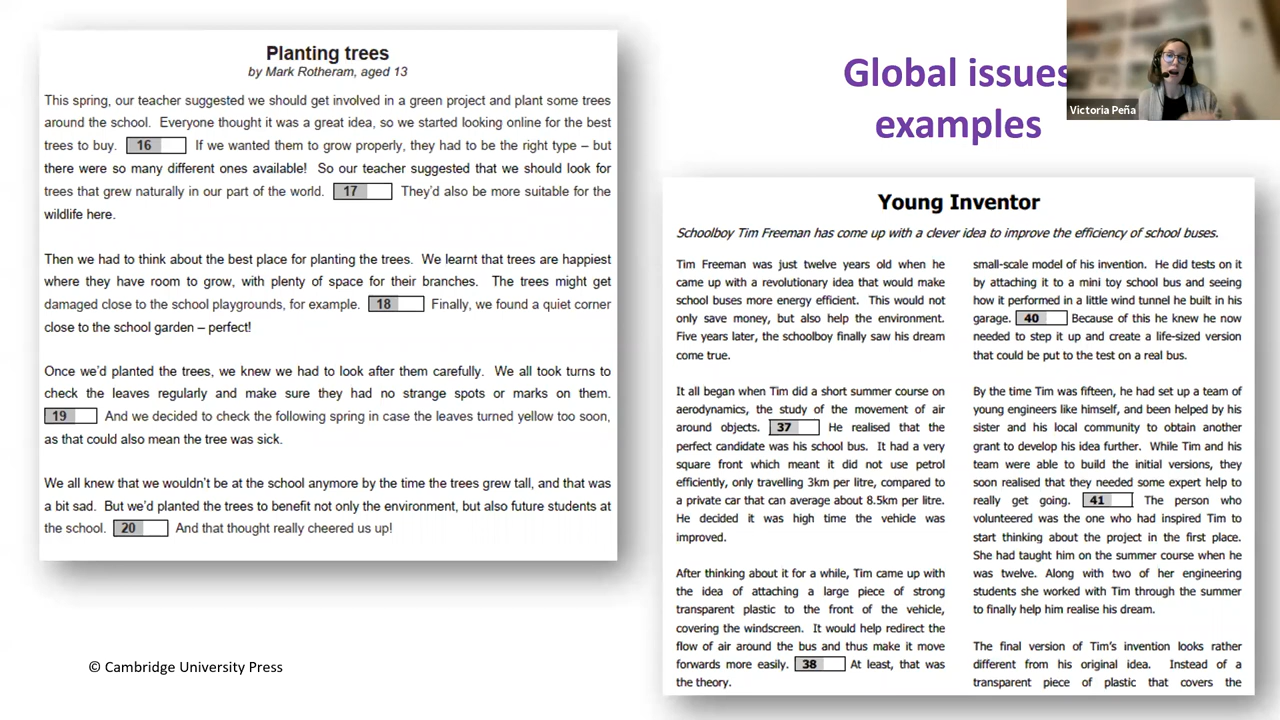 Planting trees
by Mark Rotheram, aged 13
This spring, our teacher suggested we should get involved in a green project and plant some trees
around the school. Everyone thought it was a great idea, so we started looking online for the best
trees to buy. 16 If we wanted them to grow properly, they had to be the right type – but
there were so many different ones available! So our teacher suggested that we should look for
trees that grew naturally in our part of the world. 17 They'd also be more suitable for the
wildlife here.
Then we had to think about the best place for planting the trees. We learnt that trees are happiest
where they have room to grow, with plenty of space for their branches. The trees might get
damaged close to the school playgrounds, for example. 18 Finally, we found a quiet corner
close to the school garden – perfect!
Once we'd planted the trees, we knew we had to look after them carefully. We all took turns to
check the leaves regularly and make sure they had no strange spots or marks on them.
19 And we decided to check the following spring in case the leaves turned yellow too soon,
as that could also mean the tree was sick.
We all knew that we wouldn't be at the school anymore by the time the trees grew tall, and that was
a bit sad. But we'd planted the trees to benefit not only the environment, but also future students at
the school. 20 And that thought really cheered us up!
© Cambridge University Press
Global issues
examples
Victoria Peña
Young Inventor
Schoolboy Tim Freeman has come up with a clever idea to improve the efficiency of school buses.
Tim Freeman was just twelve years old when he
came up with a revolutionary idea that would make
school buses more energy efficient. This would not
only save money, but also help the environment.
Five years later, the schoolboy finally saw his dream
come true.
It all began when Tim did a short summer course on
aerodynamics, the study of the movement of air
around objects. 37 He realised that the
perfect candidate was his school bus. It had a very
square front which meant it did not use petrol
efficiently, only travelling 3km per litre, compared to
a private car that can average about 8.5km per litre.
He decided it was high time the vehicle was
improved.
After thinking about it for a while, Tim came up with
the idea of attaching a large piece of strong
transparent plastic to the front of the vehicle,
covering the windscreen. It would help redirect the
flow of air around the bus and thus make it move
forwards more easily. 38 At least, that was
the theory.
small-scale model of his invention. He did tests on it
by attaching it to a mini toy school bus and seeing
how it performed in a little wind tunnel he built in his
garage. 40 Because of this he knew he now
needed to step it up and create a life-sized version
that could be put to the test on a real bus.
By the time Tim was fifteen, he had set up a team of
young engineers like himself, and been helped by his
sister and his local community to obtain another
grant to develop his idea further. While Tim and his
team were able to build the initial versions, they
soon realised that they needed some expert help to
really get going. 41 The person who
volunteered was the one who had inspired Tim to
start thinking about the project in the first place.
She had taught him on the summer course when he
was twelve. Along with two of her engineering
students she worked with Tim through the summer
to finally help him realise his dream.
The final version of Tim's invention looks rather
different from his original idea. Instead of a
transparent piece of plastic that covers the